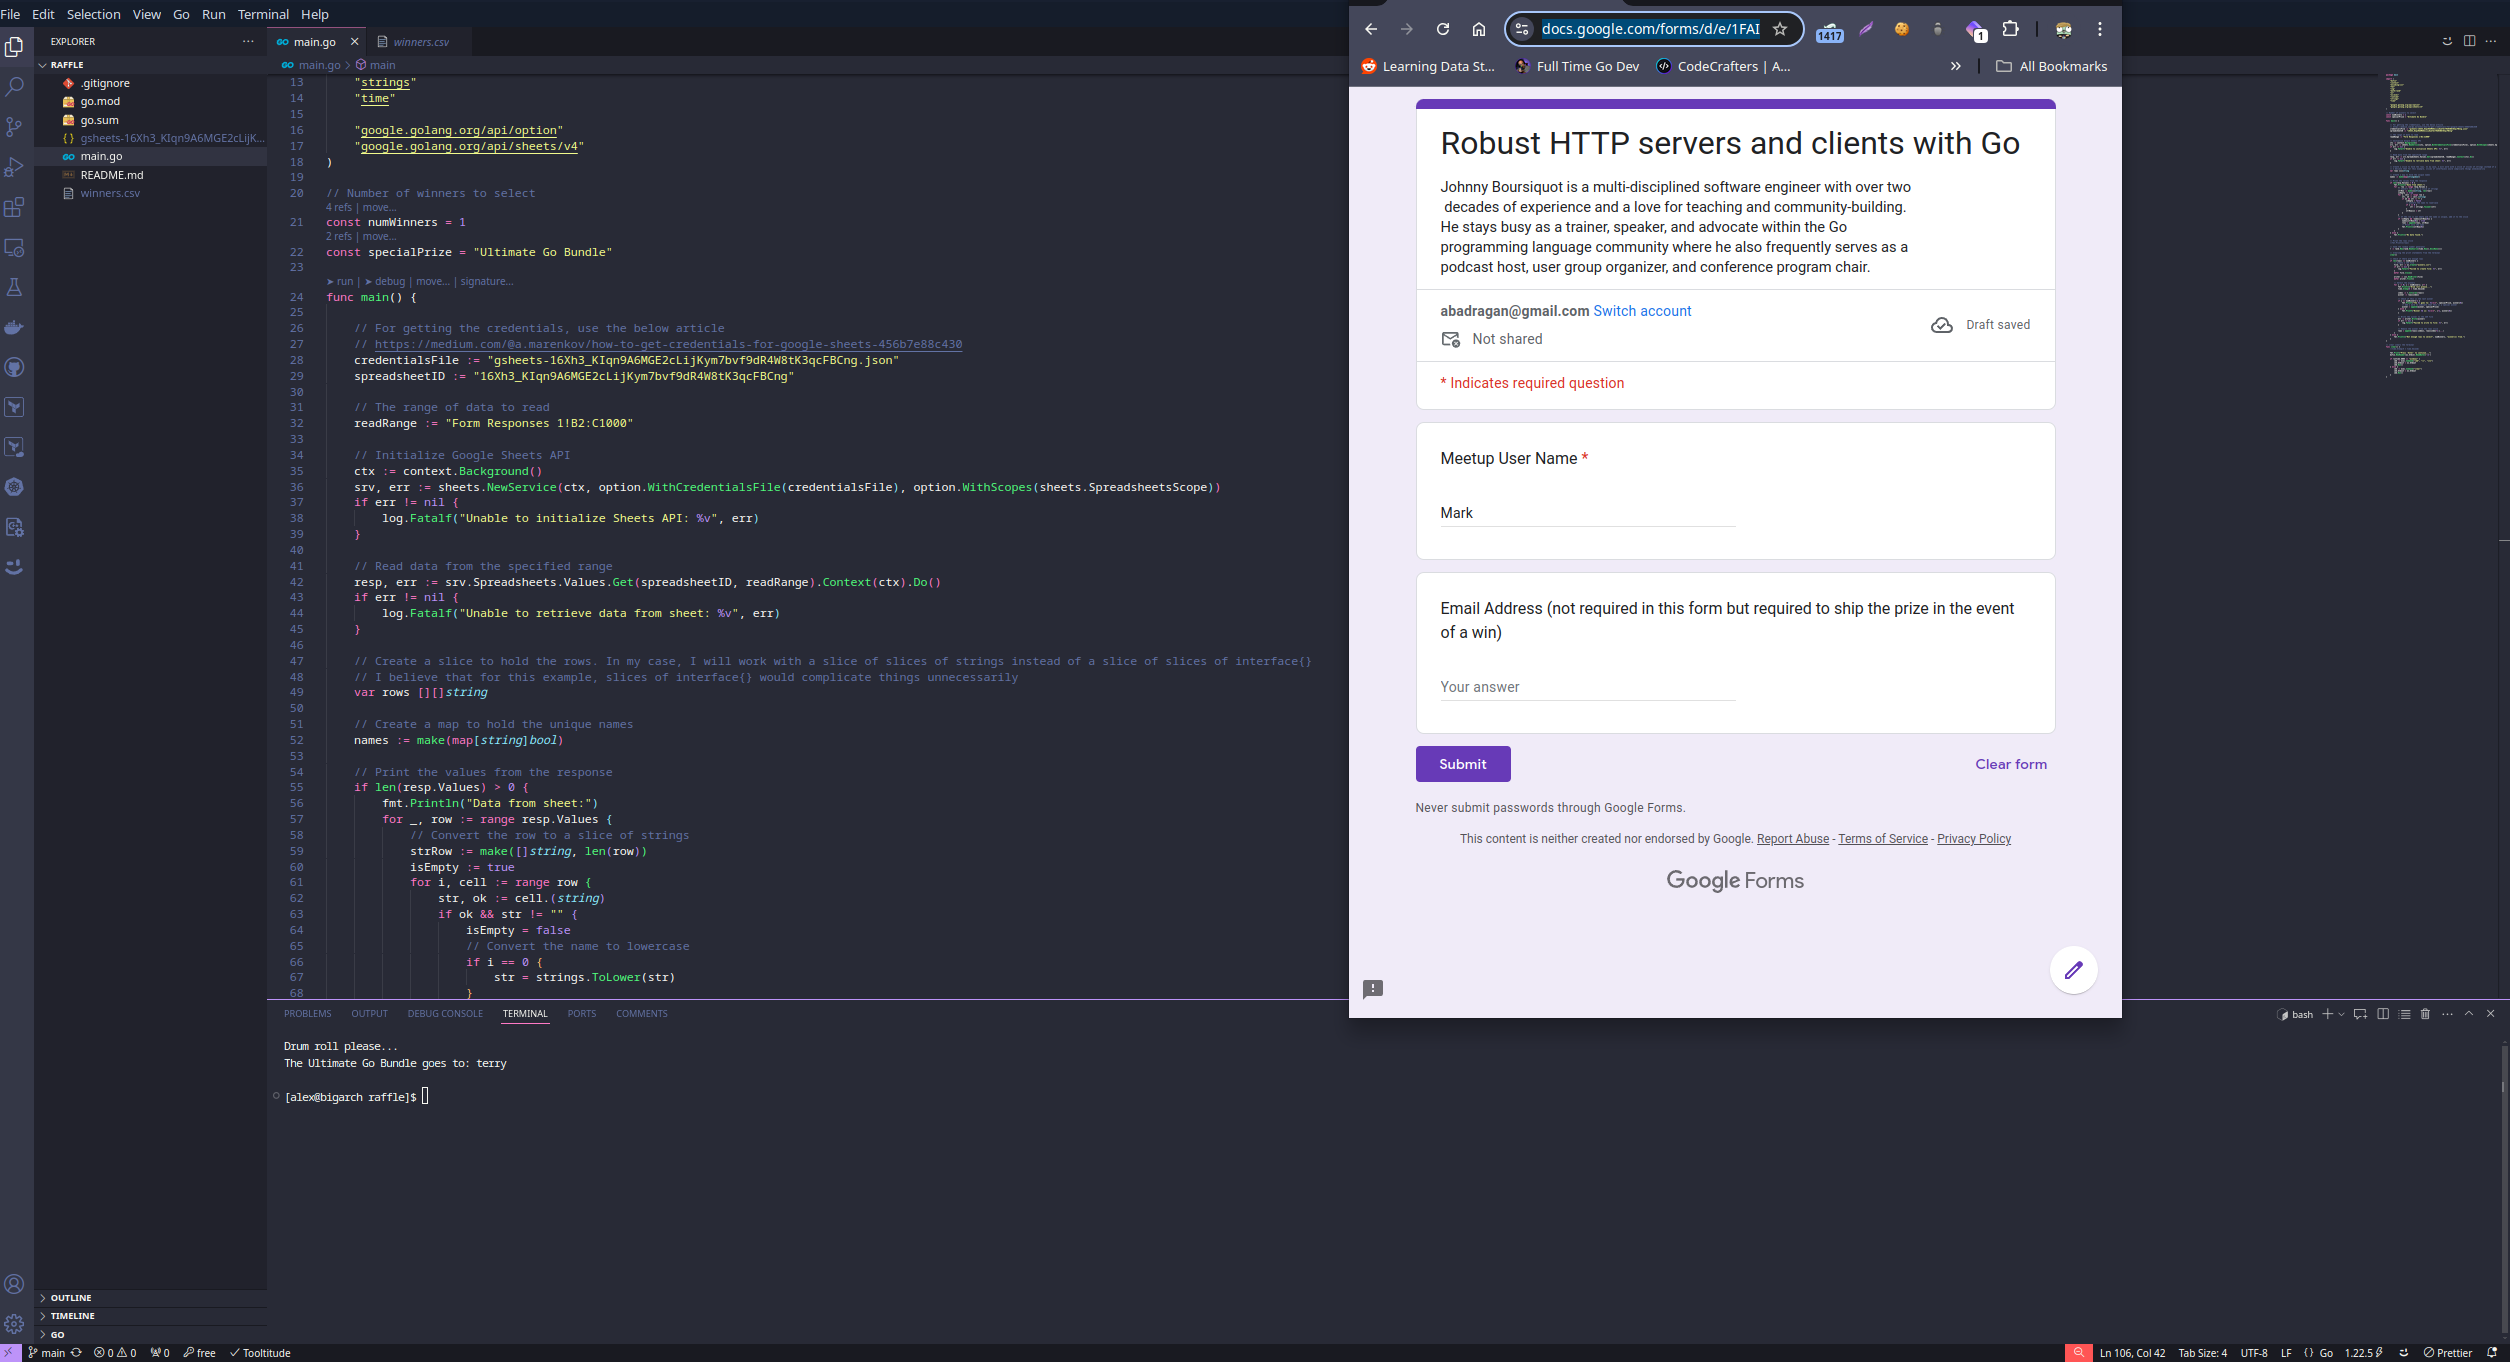 File Edit Selection View Go Run Terminal Help
EXPLORER
RAFFLE
.gitignore
go.mod
go.sum
gsheets-16Xh3_KIqn9A6MGE2cLijK...
main.go
README.md
winners.csv
OUTLINE
TIMELINE
GO
main.go winners.csv
main.go > main
13 "strings"
14 "time"
15
16 "google.golang.org/api/option"
17 "google.golang.org/api/sheets/v4"
18 )
19
20 // Number of winners to select
4 refs | move...
21 const numWinners = 1
2 refs | move...
22 const specialPrize = "Ultimate Go Bundle"
23
run | debug | move... | signature...
24 func main() {
25
26 // For getting the credentials, use the below article
27 // https://medium.com/@a.marenkov/how-to-get-credentials-for-google-sheets-456b7e88c430
28 credentialsFile := "gsheets-16Xh3_KIqn9A6MGE2cLijKym7bvf9dR4W8tK3qcFBCng.json"
29 spreadsheetID := "16Xh3_KIqn9A6MGE2cLijKym7bvf9dR4W8tK3qcFBCng"
30
31 // The range of data to read
32 readRange := "Form Responses 1!B2:C1000"
33
34 // Initialize Google Sheets API
35 ctx := context.Background()
36 srv, err := sheets.NewService(ctx, option.WithCredentialsFile(credentialsFile), option.WithScopes(sheets.SpreadsheetsScope))
37 if err != nil {
38 log.Fatalf("Unable to initialize Sheets API: %v", err)
39 }
40
41 // Read data from the specified range
42 resp, err := srv.Spreadsheets.Values.Get(spreadsheetID, readRange).Context(ctx).Do()
43 if err != nil {
44 log.Fatalf("Unable to retrieve data from sheet: %v", err)
45 }
46
47 // Create a slice to hold the rows. In my case, I will work with a slice of slices of strings instead of a slice of slices of interface{}
48 // I believe that for this example, slices of interface{} would complicate things unnecessarily
49 var rows [][]string
50
51 // Create a map to hold the unique names
52 names := make(map[string]bool)
53
54 // Print the values from the response
55 if len(resp.Values) > 0 {
56 fmt.Println("Data from sheet:")
57 for _, row := range resp.Values {
58 // Convert the row to a slice of strings
59 strRow := make([]string, len(row))
60 isEmpty := true
61 for i, cell := range row {
62 str, ok := cell.(string)
63 if ok && str != "" {
64 isEmpty = false
65 // Convert the name to lowercase
66 if i == 0 {
67 str = strings.ToLower(str)
68 }
PROBLEMS OUTPUT DEBUG CONSOLE TERMINAL PORTS COMMENTS
bash
Drum roll please...
The Ultimate Go Bundle goes to: terry
[alex@bigarch raffle]$
docs.google.com/forms/d/e/1FAI
1417
1
Learning Data St... Full Time Go Dev CodeCrafters | A... » All Bookmarks
Robust HTTP servers and clients with Go
Johnny Boursiquot is a multi-disciplined software engineer with over two
decades of experience and a love for teaching and community-building.
He stays busy as a trainer, speaker, and advocate within the Go
programming language community where he also frequently serves as a
podcast host, user group organizer, and conference program chair.
abadragan@gmail.com Switch account
Draft saved
Not shared
* Indicates required question
Meetup User Name *
Mark
Email Address (not required in this form but required to ship the prize in the event
of a win)
Your answer
Submit Clear form
Never submit passwords through Google Forms.
This content is neither created nor endorsed by Google. Report Abuse - Terms of Service - Privacy Policy
Google Forms
main 0 0 0 free Tooltitude
Ln 106, Col 42 Tab Size: 4 UTF-8 LF {} Go 1.22.5 Prettier